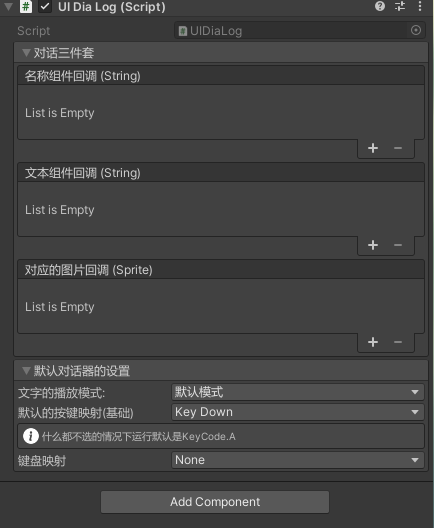 UI Dia Log (Script)
Script UIDiaLog
对话三件套
名称组件回调 (String)
List is Empty
文本组件回调 (String)
List is Empty
对应的图片回调 (Sprite)
List is Empty
默认对话器的设置
文字的播放模式: 默认模式
默认的按键映射(基础) Key Down
什么都不选的情况下运行默认是KeyCode.A
键盘映射 None
Add Component